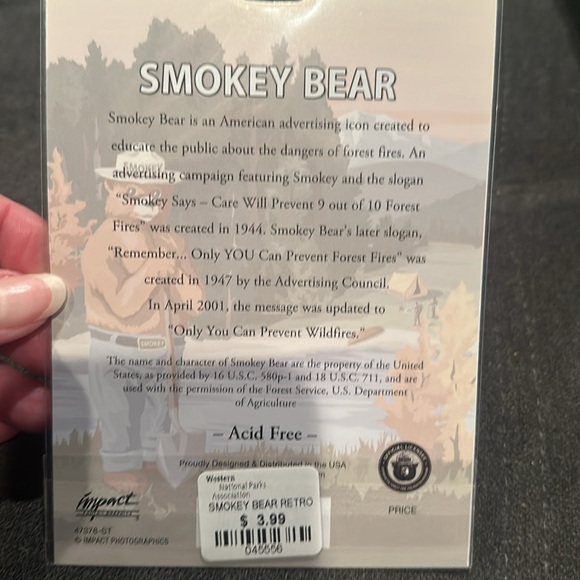 SMOKEY BEAR
Smokey Bear is an American advertising icon created to
educate the public about the dangers of forest fires. An
advertising campaign featuring Smokey and the slogan
“Smokey Says – Care Will Prevent 9 out of 10 Forest
Fires” was created in 1944. Smokey Bear's later slogan,
“Remember... Only YOU Can Prevent Forest Fires” was
created in 1947 by the Advertising Council.
In April 2001, the message was updated to
“Only You Can Prevent Wildfires.”
SMOKEY
SMOKEY
The name and character of Smokey Bear are the property of the United
States, as provided by 16 U.S.C. 580p-1 and 18 U.S.C. 711, and are
used with the permission of the Forest Service, U.S. Department
of Agriculture
– Acid Free –
Proudly Designed & Distributed in the USA
Western
National Parks
Association
SMOKEY BEAR RETRO
$ 3.99
045556
Impact
47378-ST
© IMPACT PHOTOGRAPHICS
OFFICIAL LICENSEE
PRICE